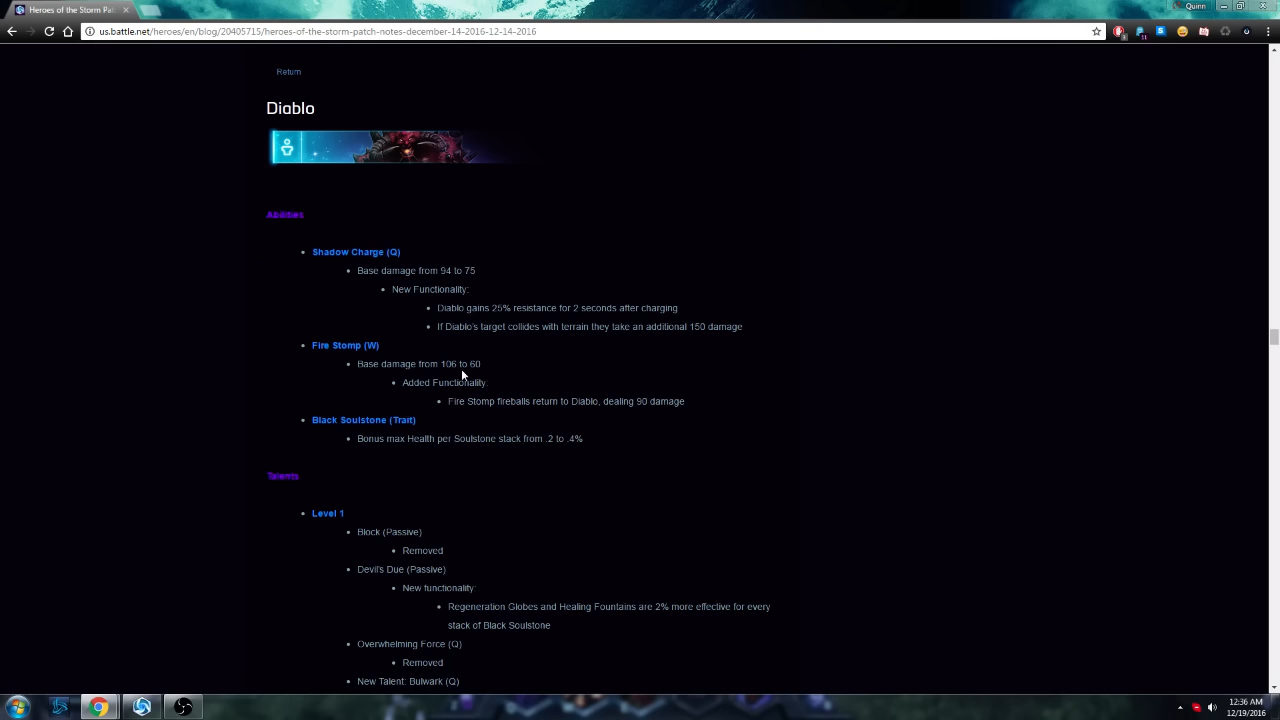 Heroes of the Storm Pat
Quinn
us.battle.net/heroes/en/blog/20405715/heroes-of-the-storm-patch-notes-december-14-2016-12-14-2016
Return
Diablo
Abilities
Shadow Charge (Q)
Base damage from 94 to 75
New Functionality:
Diablo gains 25% resistance for 2 seconds after charging
If Diablo's target collides with terrain they take an additional 150 damage
Fire Stomp (W)
Base damage from 106 to 60
Added Functionality:
Fire Stomp fireballs return to Diablo, dealing 90 damage
Black Soulstone (Trait)
Bonus max Health per Soulstone stack from .2 to .4%
Talents
Level 1
Block (Passive)
Removed
Devil's Due (Passive)
New functionality:
Regeneration Globes and Healing Fountains are 2% more effective for every
stack of Black Soulstone
Overwhelming Force (Q)
Removed
New Talent: Bulwark (Q)
12:36 AM
12/19/2016